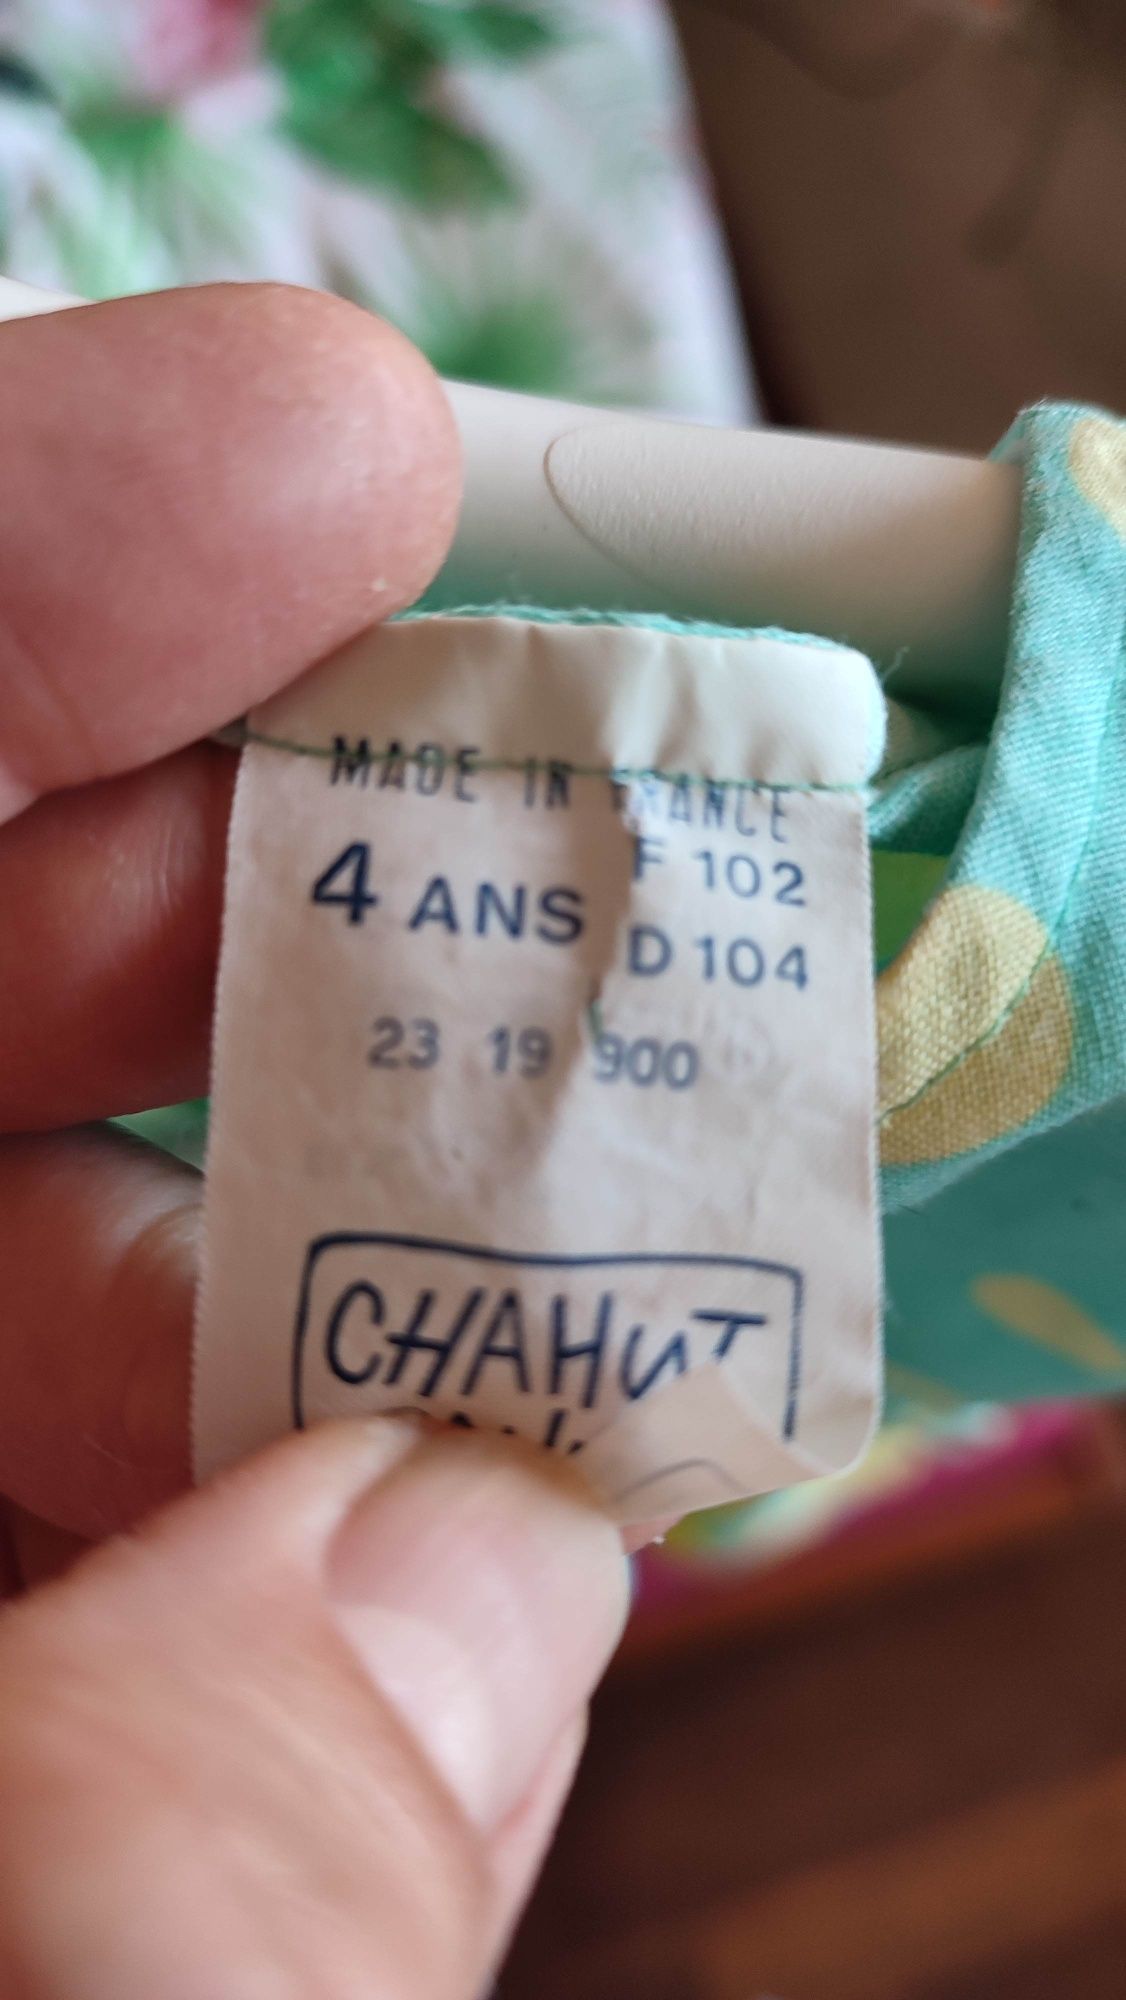 MADE IN FRANCE
4 ANS
F 102
D 104
23 19 900
CHAHUT